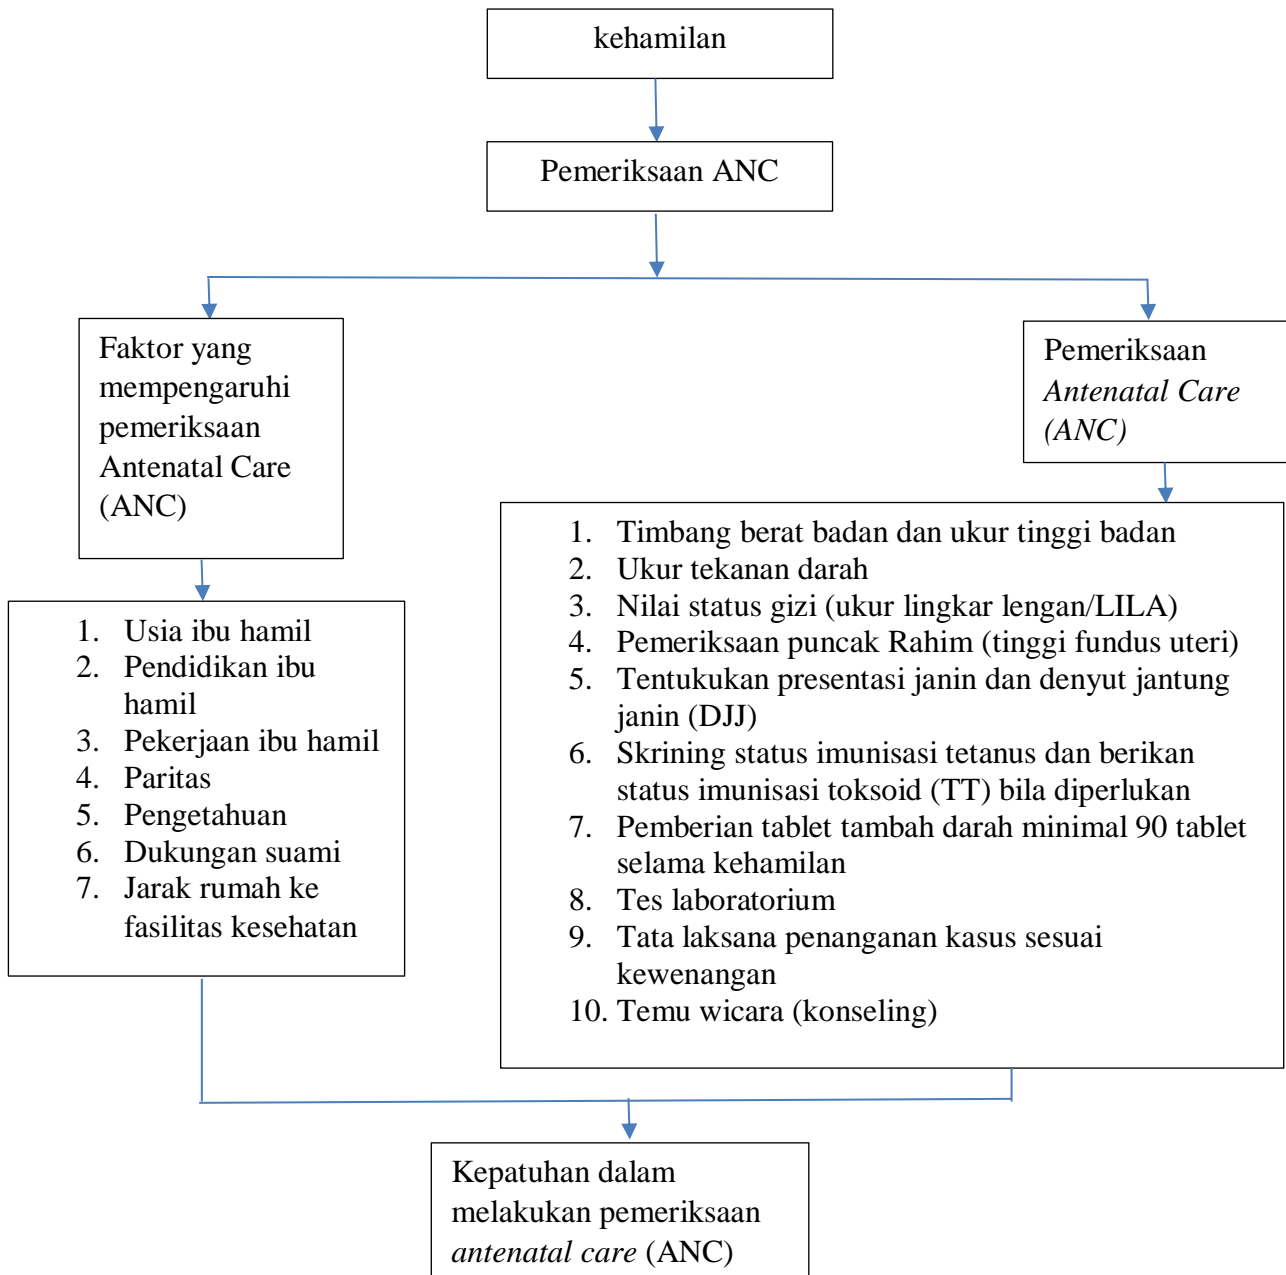 kehamilan
Pemeriksaan ANC
Faktor yang
mempengaruhi
pemeriksaan
Antenatal Care
(ANC)
Pemeriksaan
Antenatal Care
(ANC)
1. Usia ibu hamil
2. Pendidikan ibu
hamil
3. Pekerjaan ibu hamil
4. Paritas
5. Pengetahuan
6. Dukungan suami
7. Jarak rumah ke
fasilitas kesehatan
1. Timbang berat badan dan ukur tinggi badan
2. Ukur tekanan darah
3. Nilai status gizi (ukur lingkar lengan/LILA)
4. Pemeriksaan puncak Rahim (tinggi fundus uteri)
5. Tentukukan presentasi janin dan denyut jantung
janin (DJJ)
6. Skrining status imunisasi tetanus dan berikan
status imunisasi toksoid (TT) bila diperlukan
7. Pemberian tablet tambah darah minimal 90 tablet
selama kehamilan
8. Tes laboratorium
9. Tata laksana penanganan kasus sesuai
kewenangan
10. Temu wicara (konseling)
Kepatuhan dalam
melakukan pemeriksaan
antenatal care (ANC)